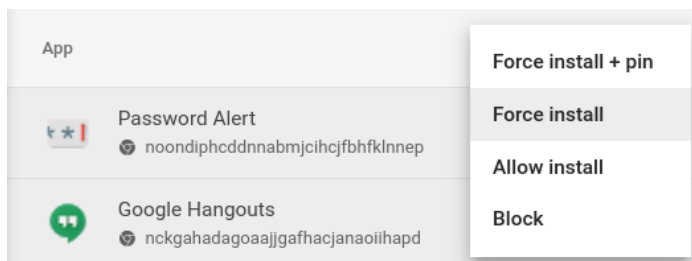 App
Force install + pin
Password Alert
Force install
noondiphcddnnabmjcihcjfbhfklnnep
Allow install
Google Hangouts
Block
nckgahadagoaajjgafhacjanaoiihapd